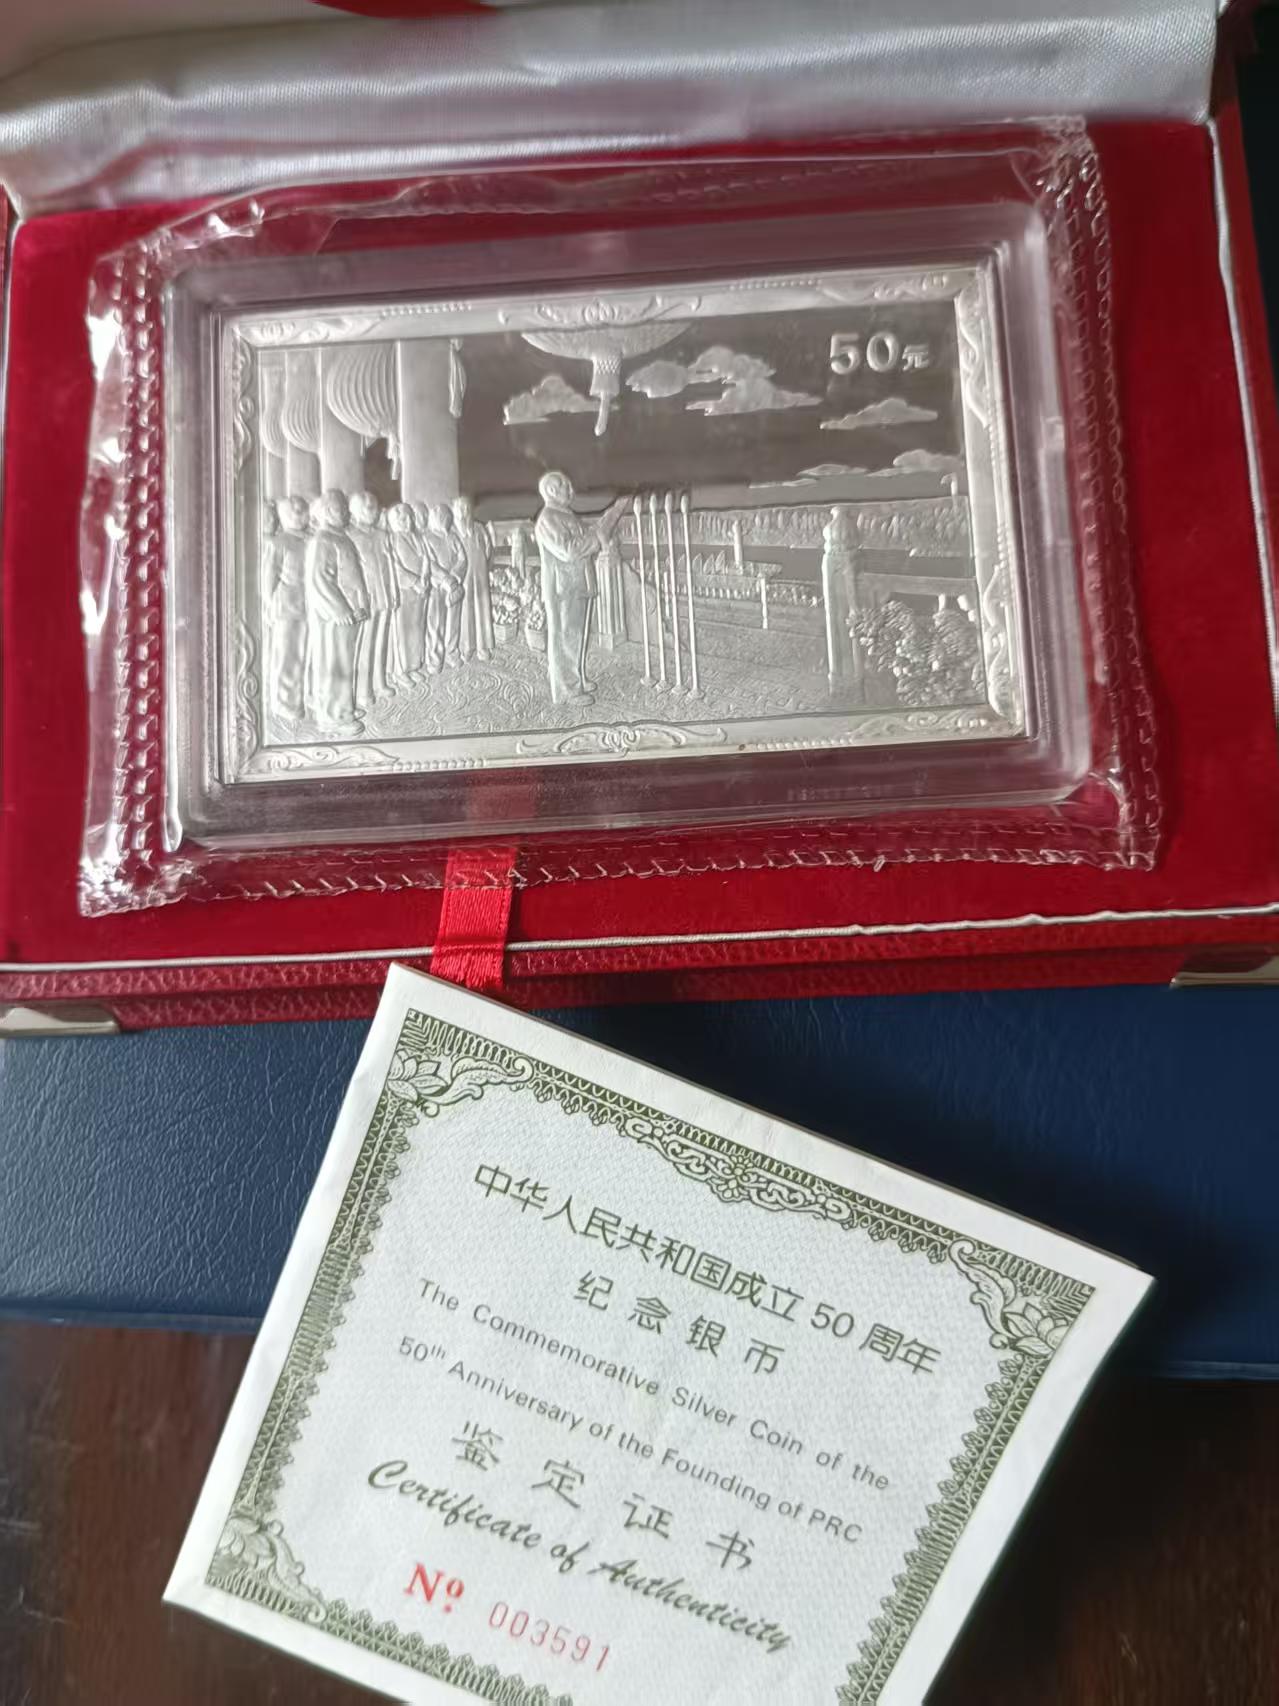 50元
中华人民共和国成立50周年
纪念银币
The Commemorative Silver Coin of the
50th Anniversary of the Founding of PRC
鉴定证书
Certificate of Authenticity
No. 003591